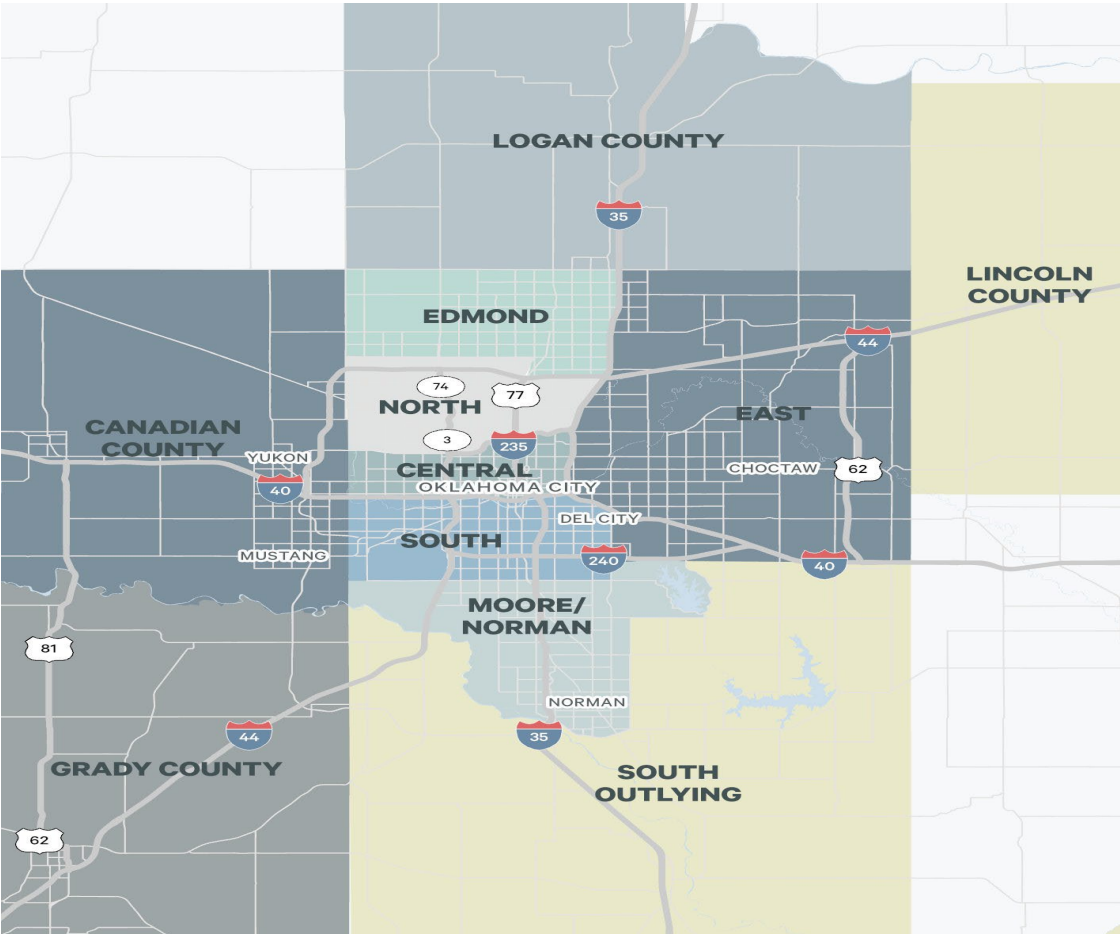 LOGAN COUNTY
35
LINCOLN
COUNTY
EDMOND
44
74
77
NORTH
EAST
CANADIAN
COUNTY
3
235
YUKON
CENTRAL
CHOCTAW
62
40
OKLAHOMA CITY
DEL CITY
SOUTH
MUSTANG
240
40
MOORE/
NORMAN
81
NORMAN
44
35
GRADY COUNTY
SOUTH
OUTLYING
62